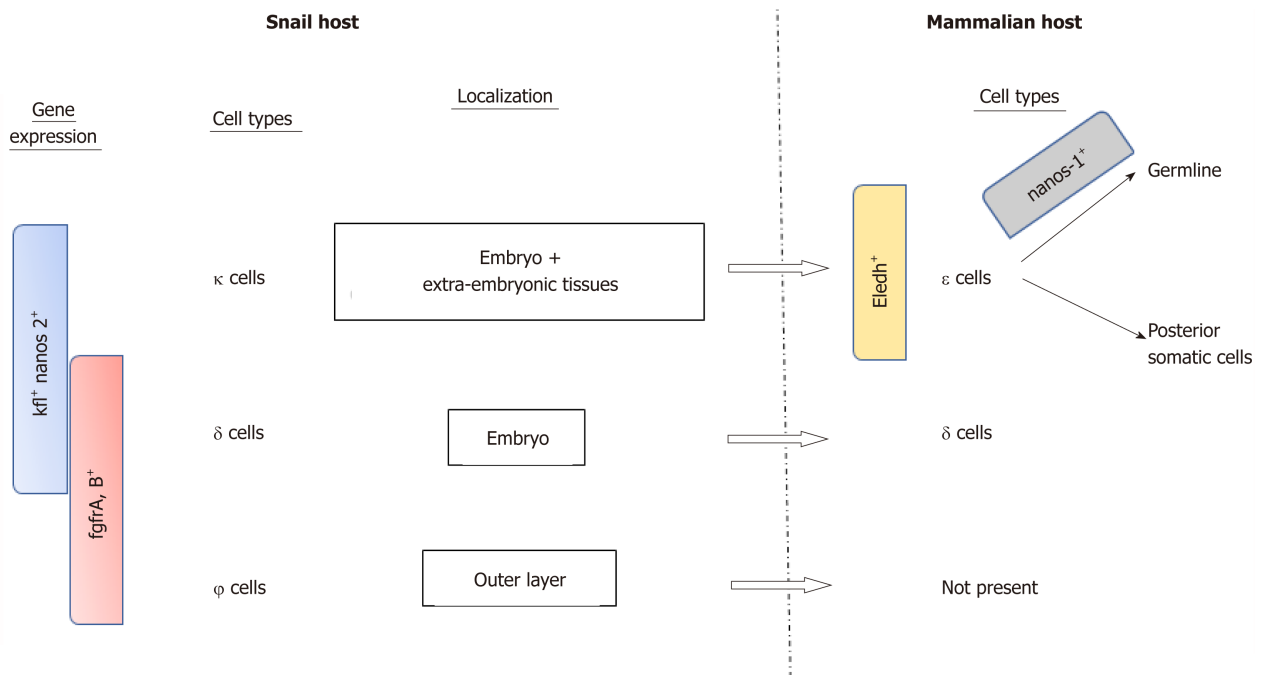 Snail host
Mammalian host
Gene
expression
Cell types
Localization
Cell types
kfl⁺ nanos 2⁺
fgfrA, B⁺
κ cells
Embryo +
extra-embryonic tissues
Eledh⁺
ε cells
nanos-1⁺
Germline
Posterior
somatic cells
δ cells
Embryo
δ cells
φ cells
Outer layer
Not present